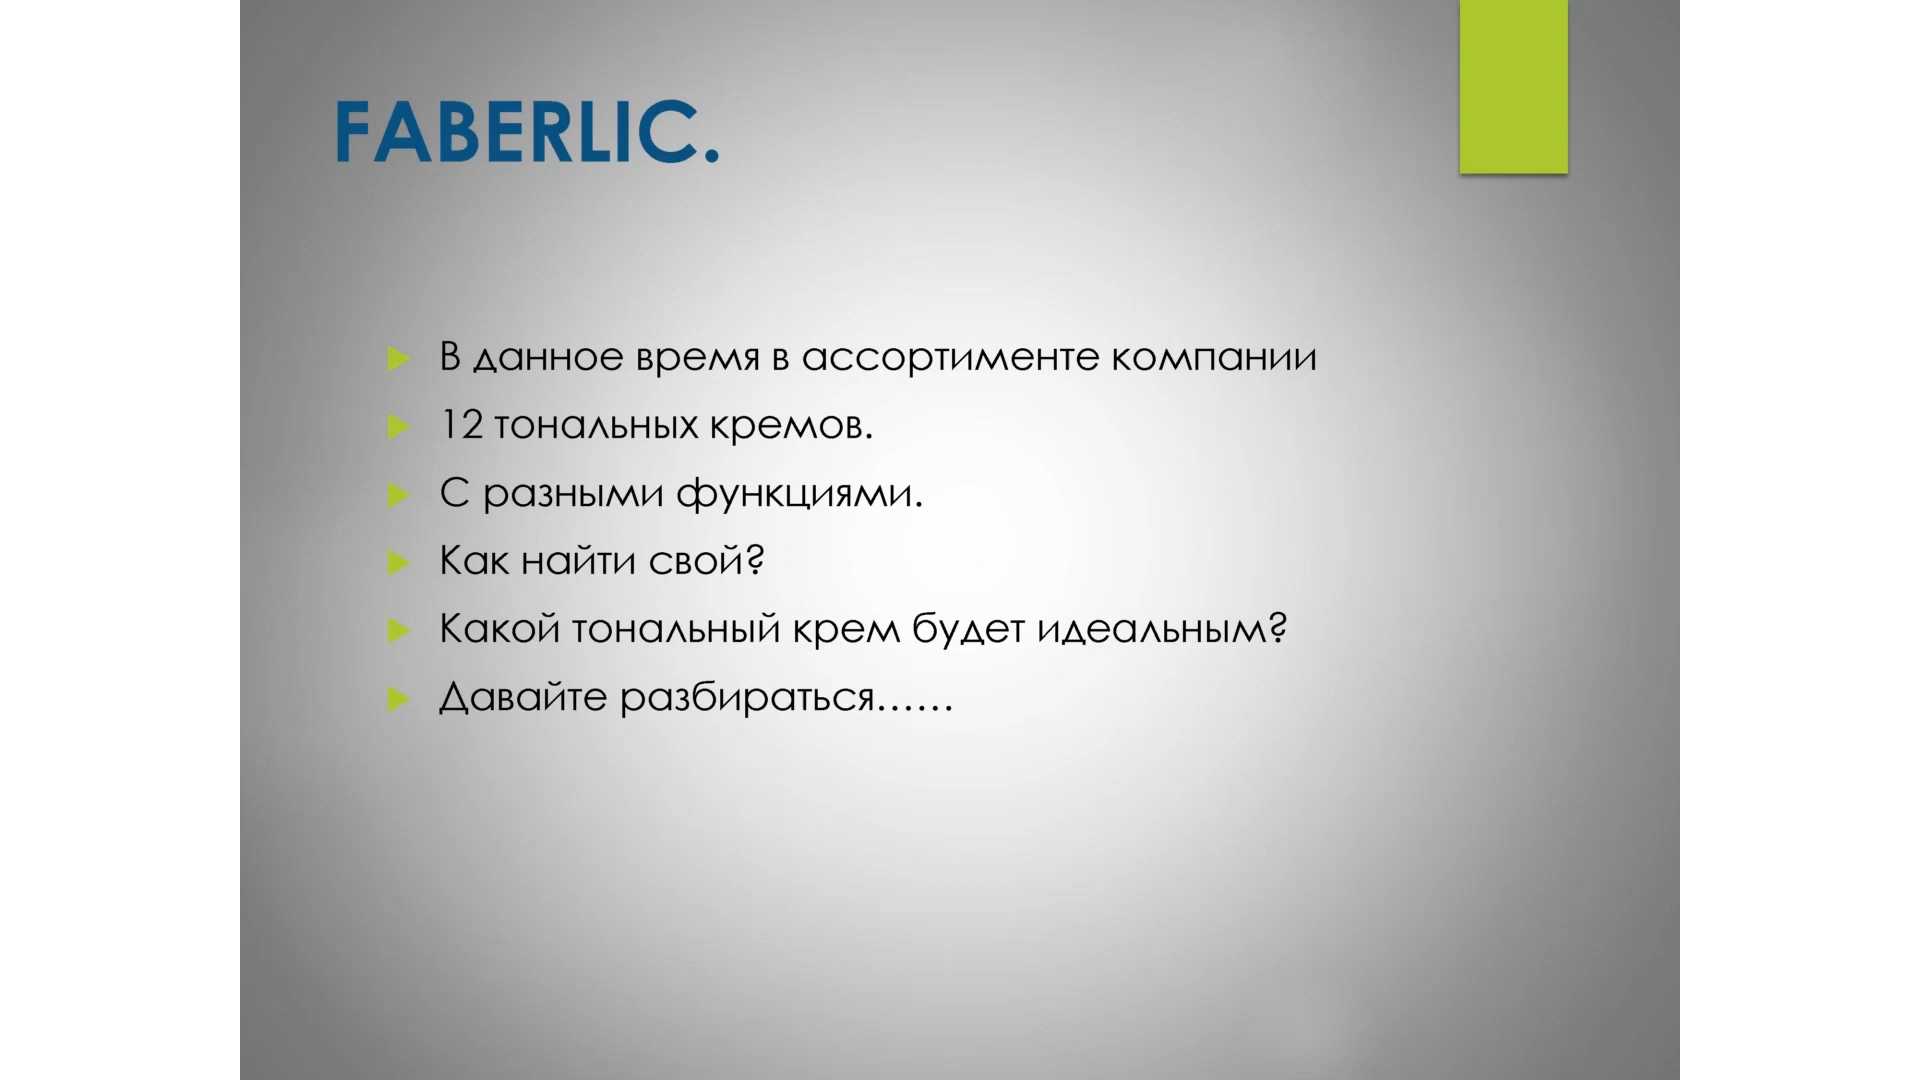 FABERLIC.
В данное время в ассортименте компании
12 тональных кремов.
С разными функциями.
Как найти свой?
Какой тональный крем будет идеальным?
Давайте разбираться……